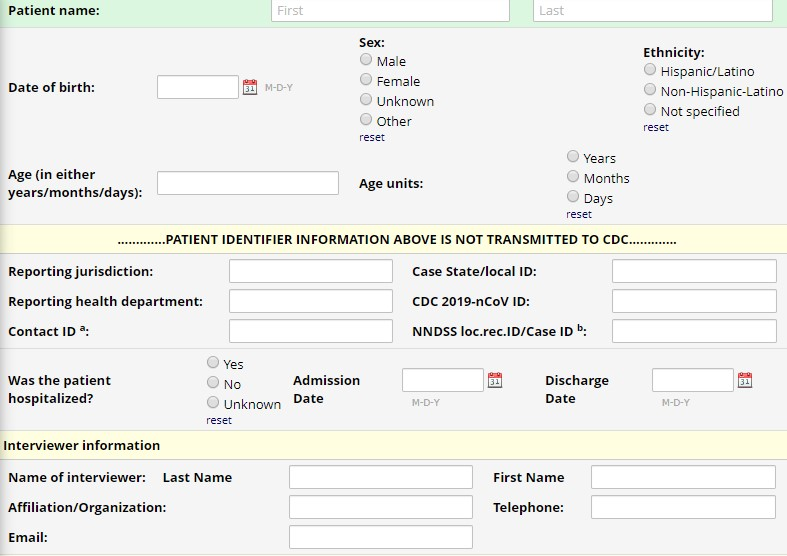 Patient name: First Last
Sex:
Male
Female
Unknown
Other
reset
Ethnicity:
Hispanic/Latino
Non-Hispanic-Latino
Not specified
reset
Date of birth: 31 M-D-Y
Age (in either
years/months/days):
Age units:
Years
Months
Days
reset
.............PATIENT IDENTIFIER INFORMATION ABOVE IS NOT TRANSMITTED TO CDC.............
Reporting jurisdiction: Case State/local ID:
Reporting health department: CDC 2019-nCoV ID:
Contact ID a: NNDSS loc.rec.ID/Case ID b:
Was the patient
hospitalized?
Yes
No
Unknown
reset
Admission
Date
31
M-D-Y
Discharge
Date
31
M-D-Y
Interviewer information
Name of interviewer: Last Name First Name
Affiliation/Organization: Telephone:
Email: